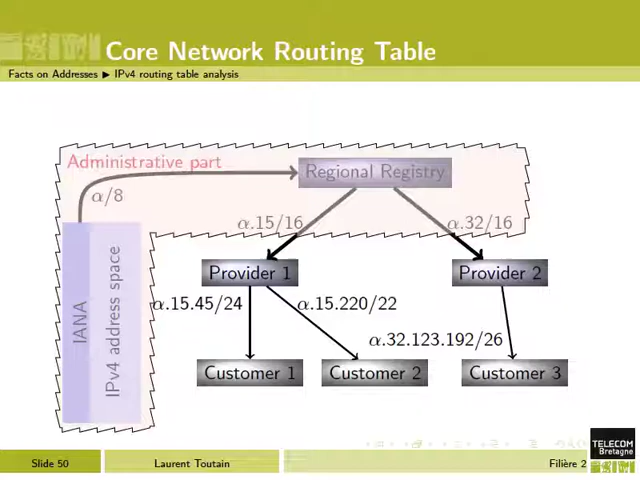 Core Network Routing Table
Facts on Addresses ▶ IPv4 routing table analysis
Administrative part
Regional Registry
α/8
α.15/16
α.32/16
IANA
IPv4 address space
Provider 1
Provider 2
α.15.45/24
α.15.220/22
α.32.123.192/26
Customer 1
Customer 2
Customer 3
TELECOM
Bretagne
Slide 50
Laurent Toutain
Filière 2